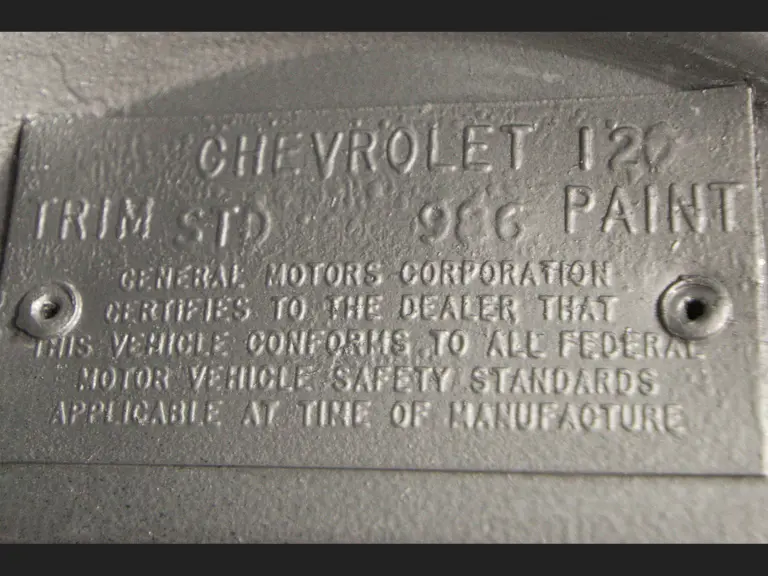 CHEVROLET 120
TRIM STD 986 PAINT
GENERAL MOTORS CORPORATION
CERTIFIES TO THE DEALER THAT
THIS VEHICLE CONFORMS TO ALL FEDERAL
MOTOR VEHICLE SAFETY STANDARDS
APPLICABLE AT TIME OF MANUFACTURE